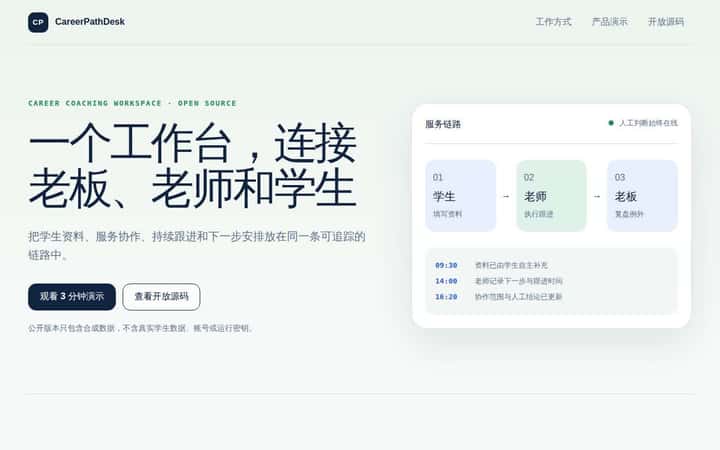 CP CareerPathDesk
工作方式 产品演示 开放源码
CAREER COACHING WORKSPACE · OPEN SOURCE
一个工作台，连接
老板、老师和学生
把学生资料、服务协作、持续跟进和下一步安排放在同一条可追踪的
链路中。
观看 3 分钟演示 查看开放源码
公开版本只包含合成数据，不含真实学生数据、账号或运行密钥。
服务链路 人工判断始终在线
01
学生
填写资料
→
02
老师
执行跟进
→
03
老板
复盘例外
09:30 资料已由学生自主补充
14:00 老师记录下一步与跟进时间
16:20 协作范围与人工结论已更新